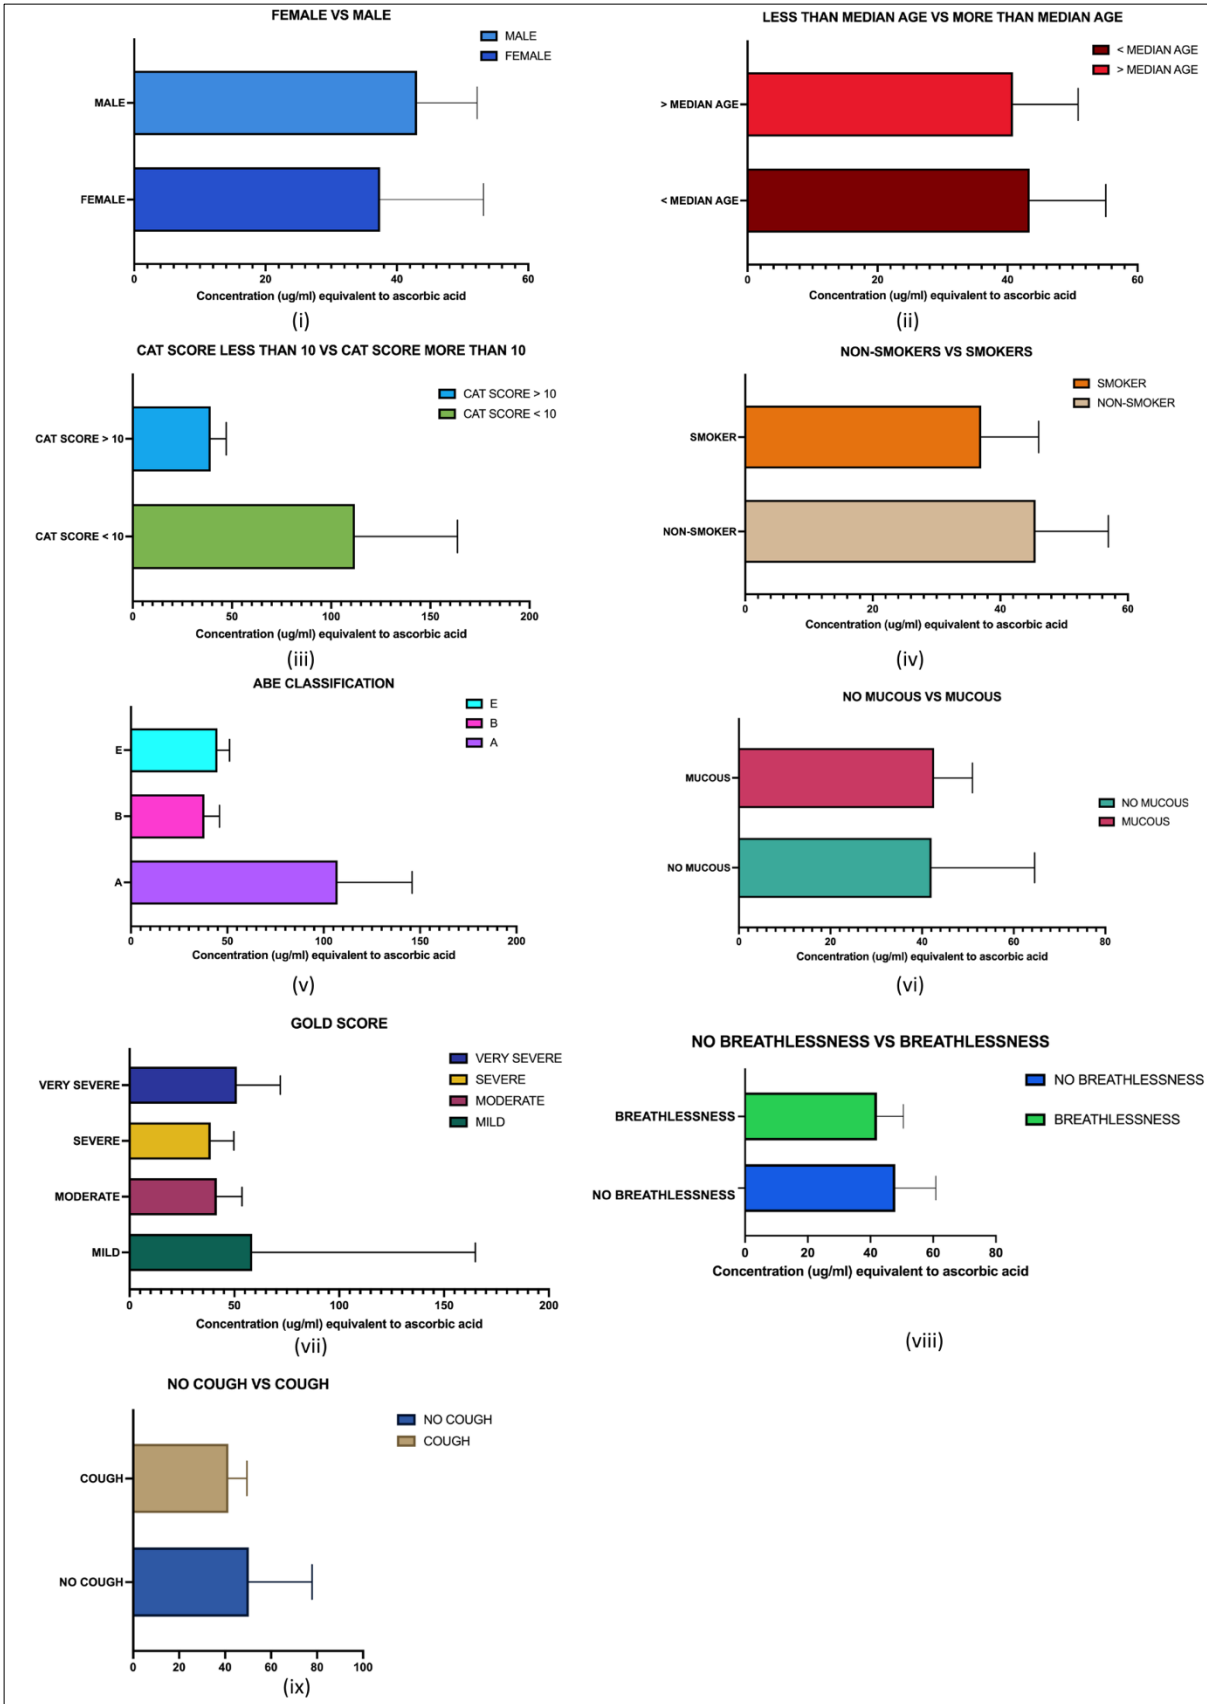 FEMALE VS MALE
MALE
FEMALE
MALE
FEMALE
0 20 40 60
Concentration (ug/ml) equivalent to ascorbic acid
(i)
LESS THAN MEDIAN AGE VS MORE THAN MEDIAN AGE
< MEDIAN AGE
> MEDIAN AGE
> MEDIAN AGE
< MEDIAN AGE
0 20 40 60
Concentration (ug/ml) equivalent to ascorbic acid
(ii)
CAT SCORE LESS THAN 10 VS CAT SCORE MORE THAN 10
CAT SCORE > 10
CAT SCORE < 10
CAT SCORE > 10
CAT SCORE < 10
0 50 100 150 200
Concentration (ug/ml) equivalent to ascorbic acid
(iii)
NON-SMOKERS VS SMOKERS
SMOKER
NON-SMOKER
SMOKER
NON-SMOKER
0 20 40 60
Concentration (ug/ml) equivalent to ascorbic acid
(iv)
ABE CLASSIFICATION
E
B
A
E
B
A
0 50 100 150 200
Concentration (ug/ml) equivalent to ascorbic acid
(v)
NO MUCOUS VS MUCOUS
MUCOUS
NO MUCOUS
NO MUCOUS
MUCOUS
0 20 40 60 80
Concentration (ug/ml) equivalent to ascorbic acid
(vi)
GOLD SCORE
VERY SEVERE
SEVERE
MODERATE
MILD
VERY SEVERE
SEVERE
MODERATE
MILD
0 50 100 150 200
Concentration (ug/ml) equivalent to ascorbic acid
(vii)
NO BREATHLESSNESS VS BREATHLESSNESS
NO BREATHLESSNESS
BREATHLESSNESS
BREATHLESSNESS
NO BREATHLESSNESS
0 20 40 60 80
Concentration (ug/ml) equivalent to ascorbic acid
(viii)
NO COUGH VS COUGH
NO COUGH
COUGH
COUGH
NO COUGH
0 20 40 60 80 100
(ix)